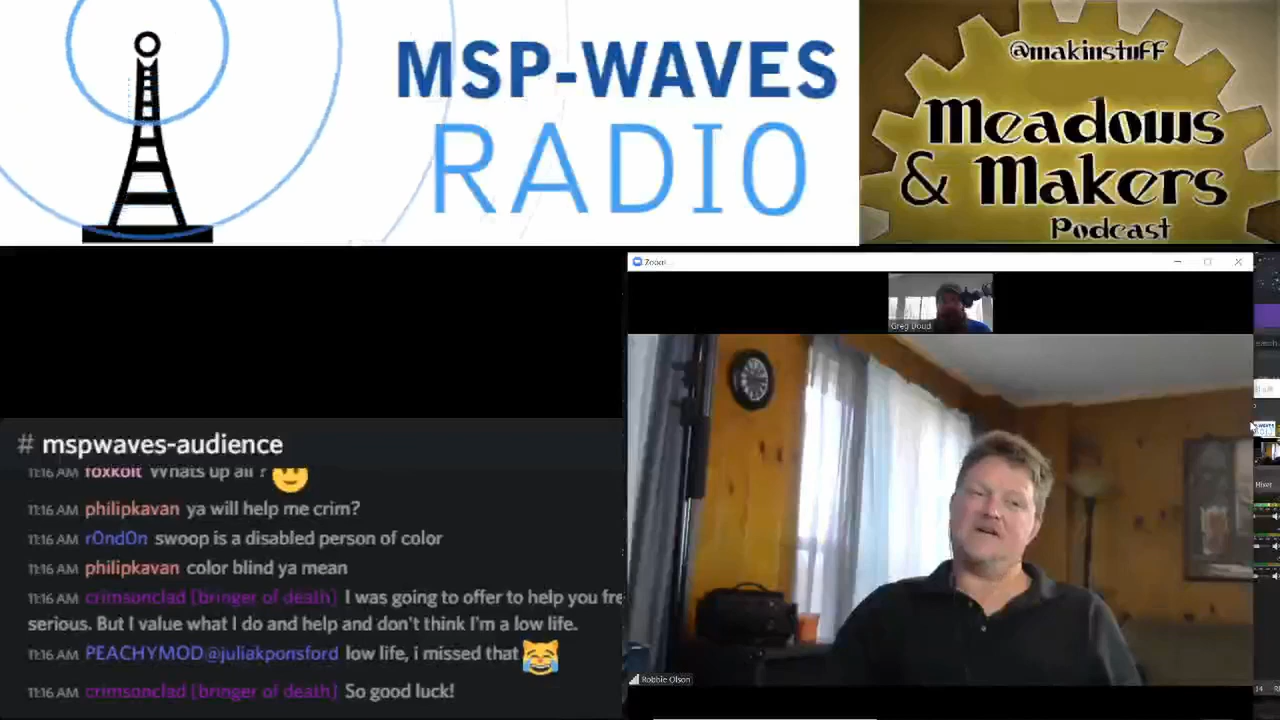 MSP-WAVES
RADIO
@makinstuff
Meadows
& Makers
Podcast
Zoom
Greg Doud
# mspwaves-audience
11:16 AM foxkoit Whats up all ?
11:16 AM philipkavan ya will help me crim?
11:16 AM r0nd0n swoop is a disabled person of color
11:16 AM philipkavan color blind ya mean
11:16 AM crimsonclad [bringer of death] I was going to offer to help you fre
serious. But I value what I do and help and don't think I'm a low life.
11:16 AM PEACHYMOD@juliakponsford low life, i missed that
11:16 AM crimsonclad [bringer of death] So good luck!
Robbie Olson
Mixer